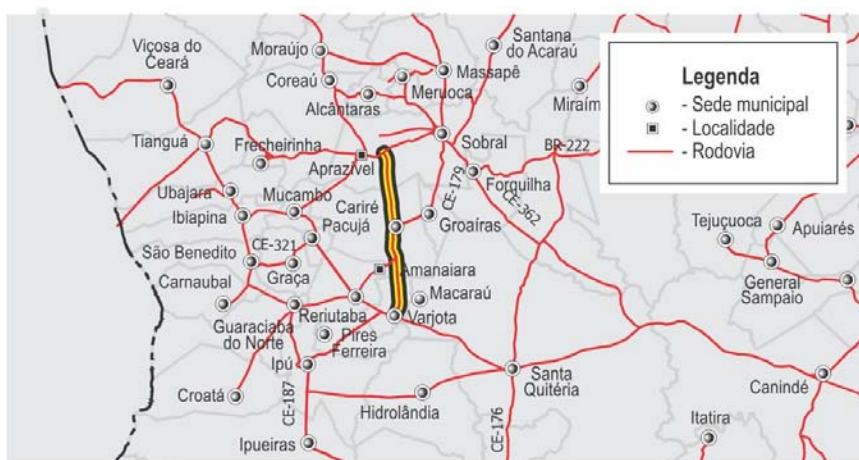 Viçosa do
Ceará
Moraújo
Coreaú
Alcântaras
Meruoca
Massapê
Santana
do Acaraú
Miraím
Tianguá
Frecheirinha
Aprazível
Sobral
BR-222
Forquilha
CE-179
CE-362
Ubajara
Ibiapina
Mucambo
Pacujá
Cariré
Groaíras
São Benedito
CE-321
Graça
Amanaiara
Macaraú
Carnaubal
Guaraciaba
do Norte
Reriutaba
Pires
Ferreira
Varjota
Ipú
Croatá
CE-187
Hidrolândia
Santa
Quitéria
CE-176
Ipueiras
Tejuçuoca
Apuiarés
General
Sampaio
Canindé
Itatira
Legenda
- Sede municipal
- Localidade
- Rodovia